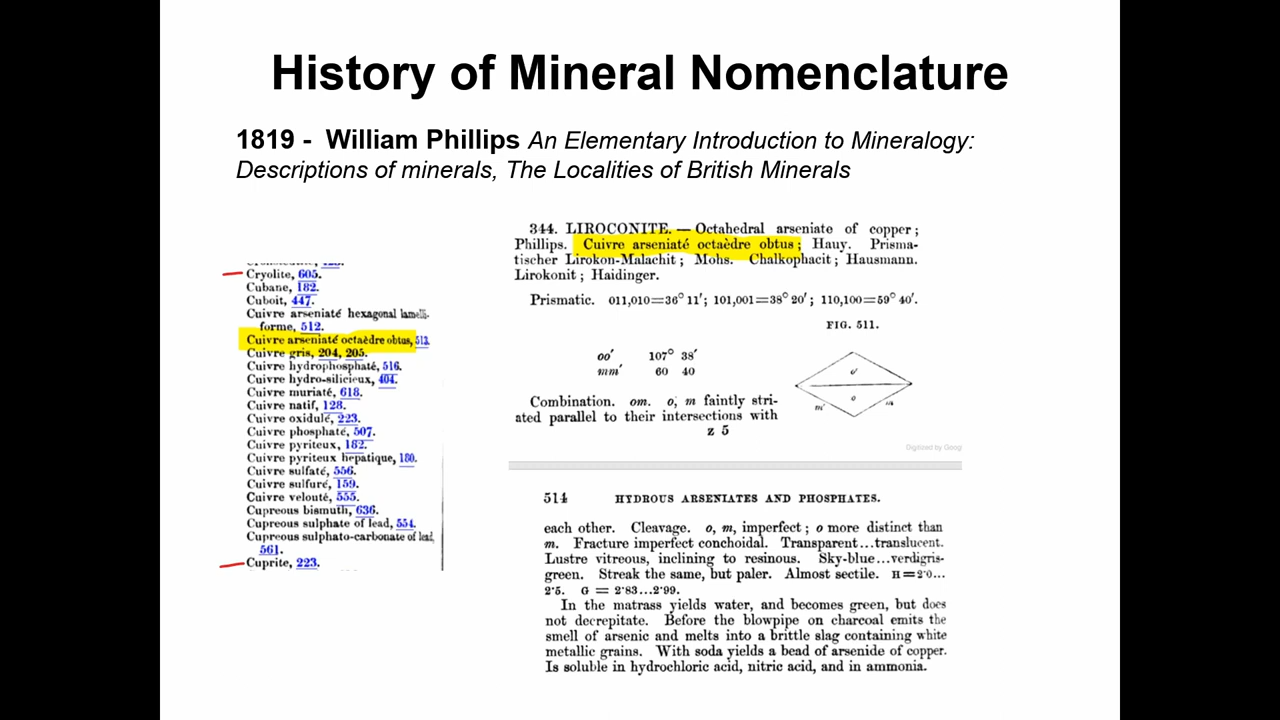 History of Mineral Nomenclature
1819 - William Phillips An Elementary Introduction to Mineralogy:
Descriptions of minerals, The Localities of British Minerals
Cryolite, 605.
Cubane, 182.
Cuboit, 447.
Cuivre arseniaté hexagonal lamelli-
forme, 512.
Cuivre arseniaté octaèdre obtus, 513.
Cuivre gris, 204, 205.
Cuivre hydrophosphaté, 516.
Cuivre hydro-silicieux, 404.
Cuivre muriaté, 618.
Cuivre natif, 128.
Cuivre oxidulé, 223.
Cuivre phosphaté, 507.
Cuivre pyriteux, 182.
Cuivre pyriteux hepatique, 180.
Cuivre sulfaté, 556.
Cuivre sulfuré, 159.
Cuivre velouté, 555.
Cupreous bismuth, 636.
Cupreous sulphate of lead, 554.
Cupreous sulphato-carbonate of lead,
561.
Cuprite, 223.
344. LIROCONITE. — Octahedral arseniate of copper;
Phillips. Cuivre arseniaté octaèdre obtus; Hauy. Prisma-
tischer Lirokon-Malachit; Mohs. Chalkophacit; Hausmann.
Lirokonit; Haidinger.
Prismatic. 011,010=36° 11′; 101,001=38° 20′; 110,100=59° 40′.
FIG. 511.
oo′ 107° 38′
mm′ 60 40
o′
o
m′ m
Combination. om. o, m faintly stri-
ated parallel to their intersections with
z 5
Digitized by Goog
514 HYDROUS ARSENIATES AND PHOSPHATES.
each other. Cleavage. o, m, imperfect; o more distinct than
m. Fracture imperfect conchoidal. Transparent...translucent.
Lustre vitreous, inclining to resinous. Sky-blue...verdigris-
green. Streak the same, but paler. Almost sectile. H=2·0...
2·5. G = 2·83...2·99.
In the matrass yields water, and becomes green, but does
not decrepitate. Before the blowpipe on charcoal emits the
smell of arsenic and melts into a brittle slag containing white
metallic grains. With soda yields a bead of arsenide of copper.
Is soluble in hydrochloric acid, nitric acid, and in ammonia.